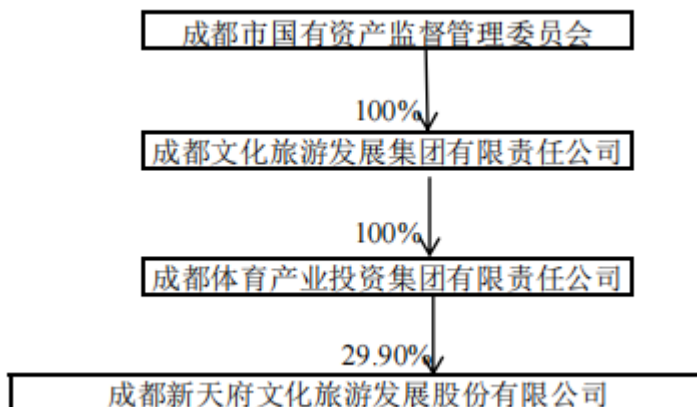 成都市国有资产监督管理委员会
100%
成都文化旅游发展集团有限责任公司
100%
成都体育产业投资集团有限责任公司
29.90%
成都新天府文化旅游发展股份有限公司